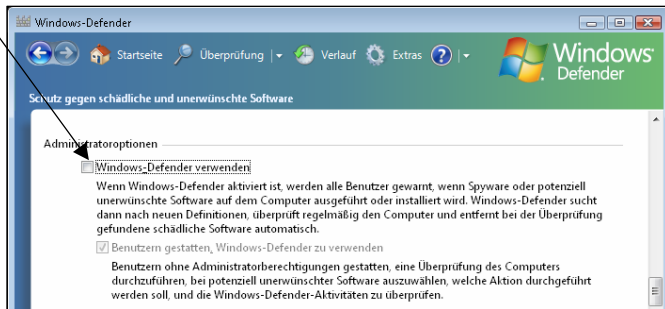 Windows-Defender
Startseite Überprüfung Verlauf Extras
Windows Defender
Schutz gegen schädliche und unerwünschte Software
Administratoroptionen
Windows-Defender verwenden
Wenn Windows-Defender aktiviert ist, werden alle Benutzer gewarnt, wenn Spyware oder potenziell
unerwünschte Software auf dem Computer ausgeführt oder installiert wird. Windows-Defender sucht
dann nach neuen Definitionen, überprüft regelmäßig den Computer und entfernt bei der Überprüfung
gefundene schädliche Software automatisch.
Benutzern gestatten, Windows-Defender zu verwenden
Benutzern ohne Administratorberechtigungen gestatten, eine Überprüfung des Computers
durchzuführen, bei potenziell unerwünschter Software auszuwählen, welche Aktion durchgeführt
werden soll, und die Windows-Defender-Aktivitäten zu überprüfen.